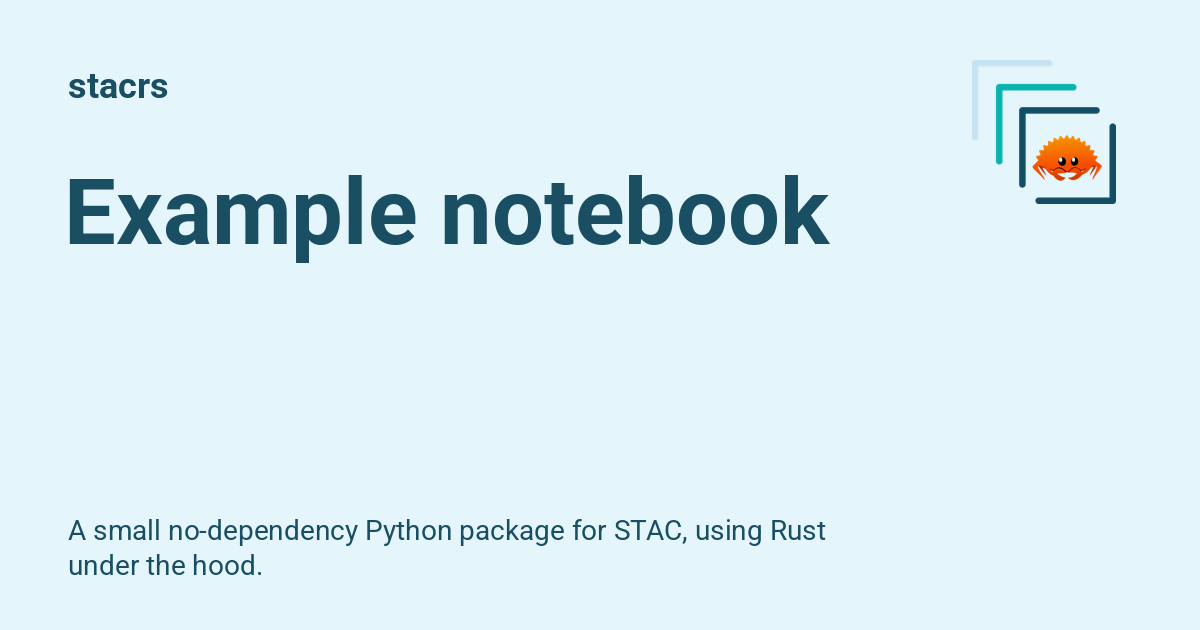 stacrs
Example notebook
A small no-dependency Python package for STAC, using Rust
under the hood.